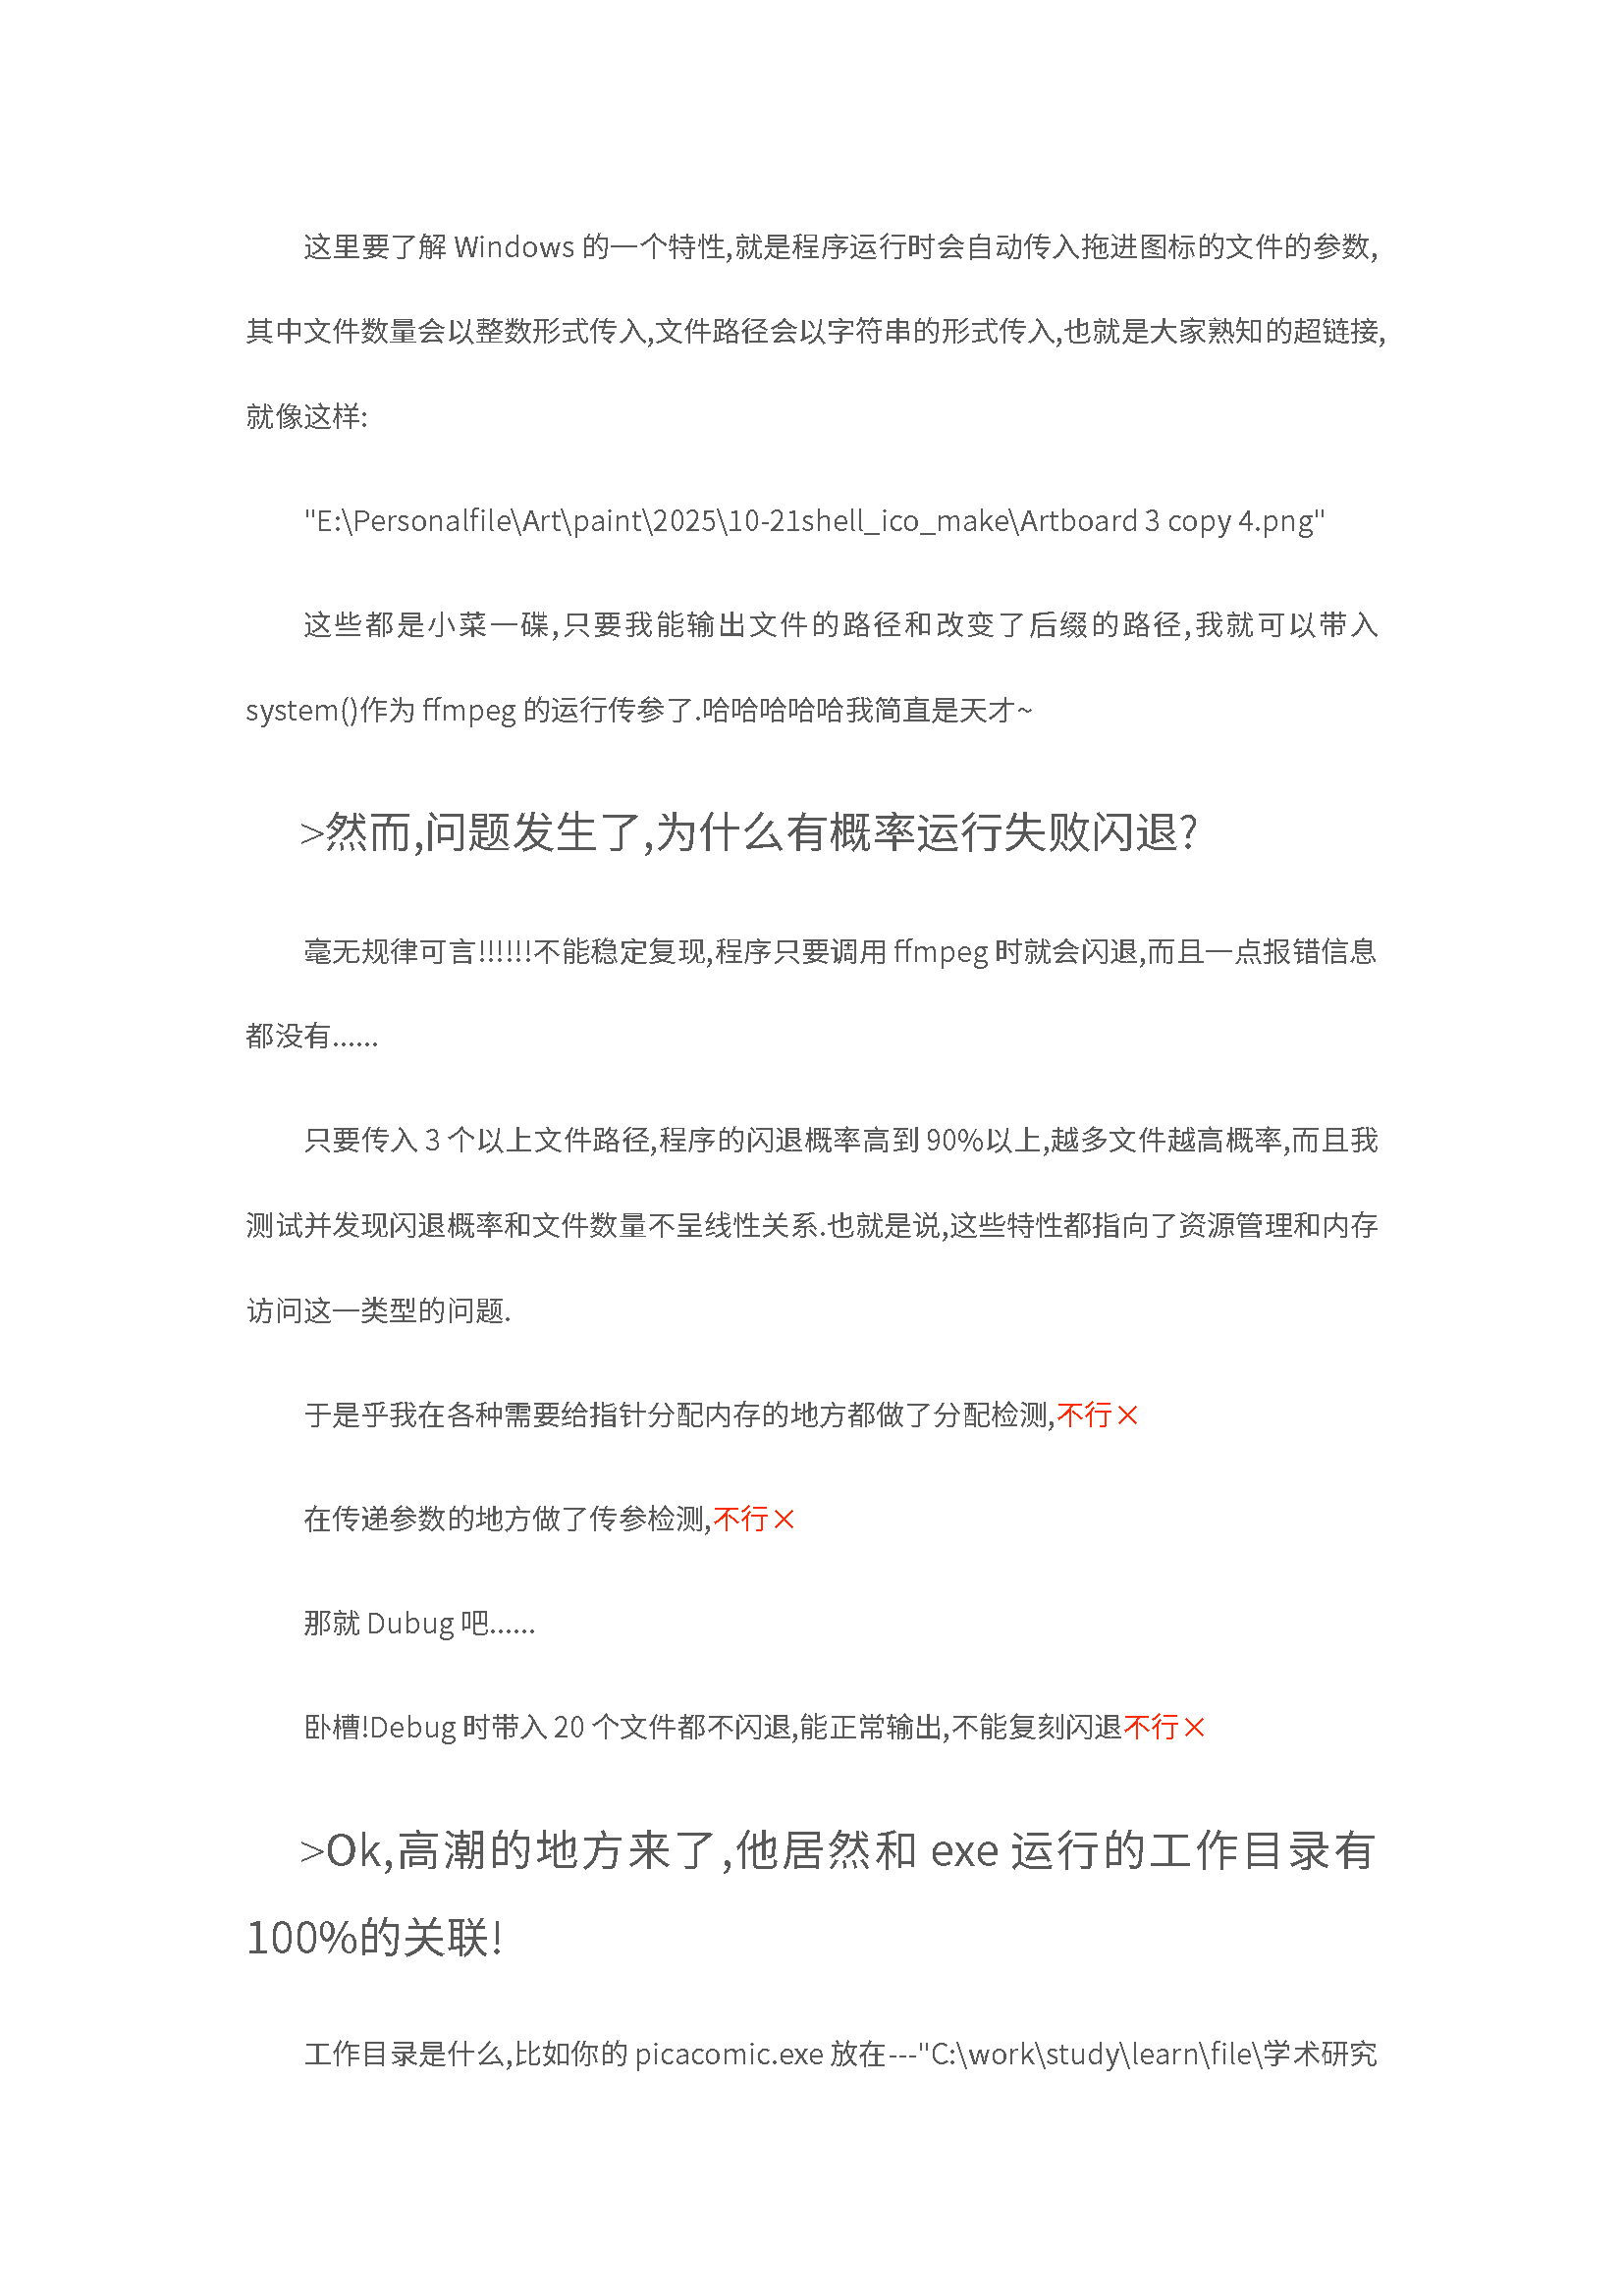 这里要了解 Windows 的一个特性,就是程序运行时会自动传入拖进图标的文件的参数,
其中文件数量会以整数形式传入,文件路径会以字符串的形式传入,也就是大家熟知的超链接,
就像这样:
"E:\Personalfile\Art\paint\2025\10-21shell_ico_make\Artboard 3 copy 4.png"
这些都是小菜一碟,只要我能输出文件的路径和改变了后缀的路径,我就可以带入
system()作为 ffmpeg 的运行传参了.哈哈哈哈哈我简直是天才~
>然而,问题发生了,为什么有概率运行失败闪退?
毫无规律可言!!!!!!不能稳定复现,程序只要调用 ffmpeg 时就会闪退,而且一点报错信息
都没有......
只要传入 3 个以上文件路径,程序的闪退概率高到 90%以上,越多文件越高概率,而且我
测试并发现闪退概率和文件数量不呈线性关系.也就是说,这些特性都指向了资源管理和内存
访问这一类型的问题.
于是乎我在各种需要给指针分配内存的地方都做了分配检测,不行×
在传递参数的地方做了传参检测,不行×
那就 Dubug 吧......
卧槽!Debug 时带入 20 个文件都不闪退,能正常输出,不能复刻闪退不行×
>Ok,高潮的地方来了,他居然和 exe 运行的工作目录有
100%的关联!
工作目录是什么,比如你的 picacomic.exe 放在---"C:\work\study\learn\file\学术研究